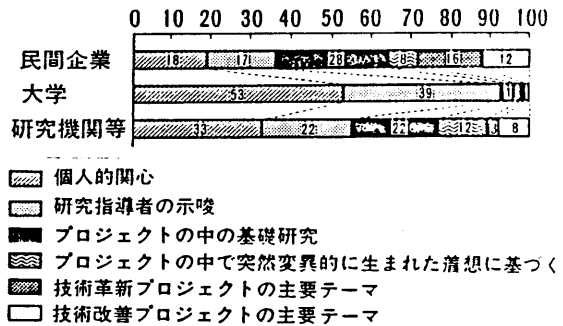 0 10 20 30 40 50 60 70 80 90 100
民間企業 18 17 28 8 16 12
大学 53 1 39 1
研究機関等 33 22 22 12 3 8
個人的関心
研究指導者の示唆
プロジェクトの中の基礎研究
プロジェクトの中で突然変異的に生まれた着想に基づく
技術革新プロジェクトの主要テーマ
技術改善プロジェクトの主要テーマ